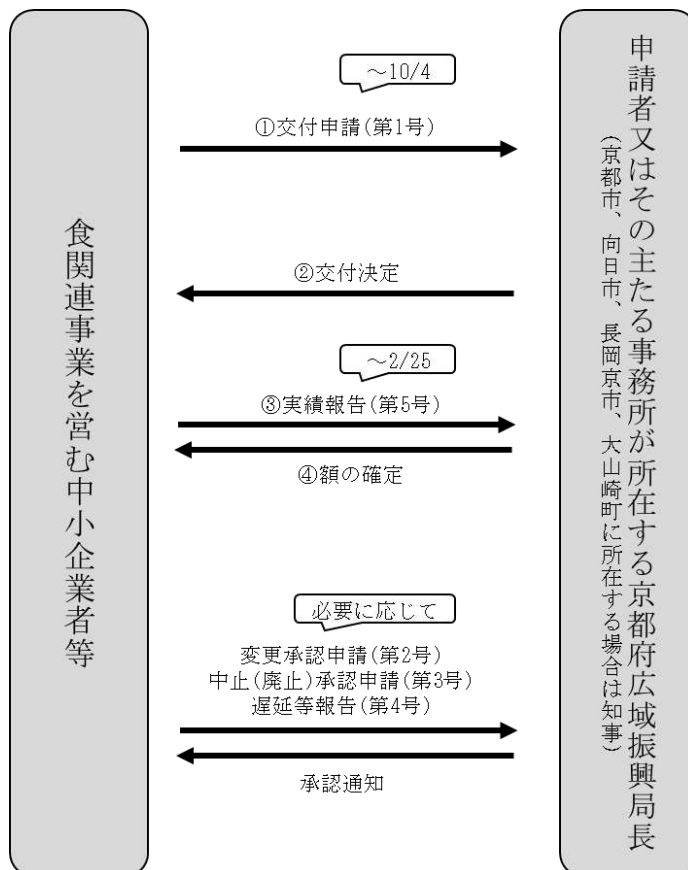 食関連事業を営む中小企業者等
～10/4
①交付申請(第1号)
②交付決定
～2/25
③実績報告(第5号)
④額の確定
必要に応じて
変更承認申請(第2号)
中止(廃止)承認申請(第3号)
遅延等報告(第4号)
承認通知
申請者又はその主たる事務所が所在する京都府広域振興局長
(京都市、向日市、長岡京市、大山崎町に所在する場合は知事)